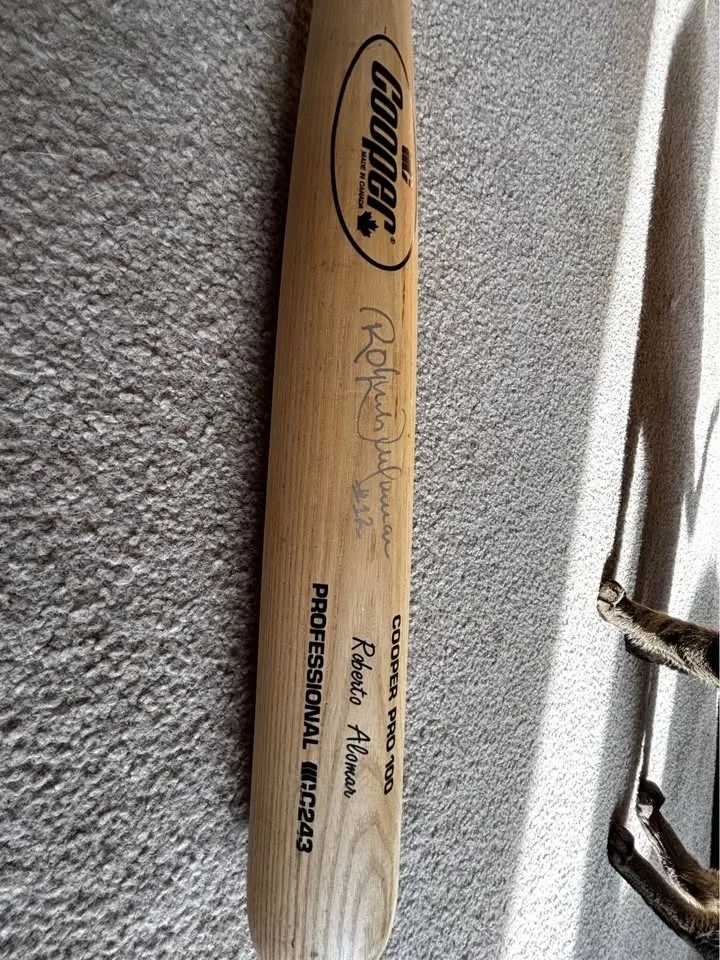 Cooper®
MADE IN CANADA
Roberto Alomar
#12
COOPER PRO 100
Roberto Alomar
PROFESSIONAL C243